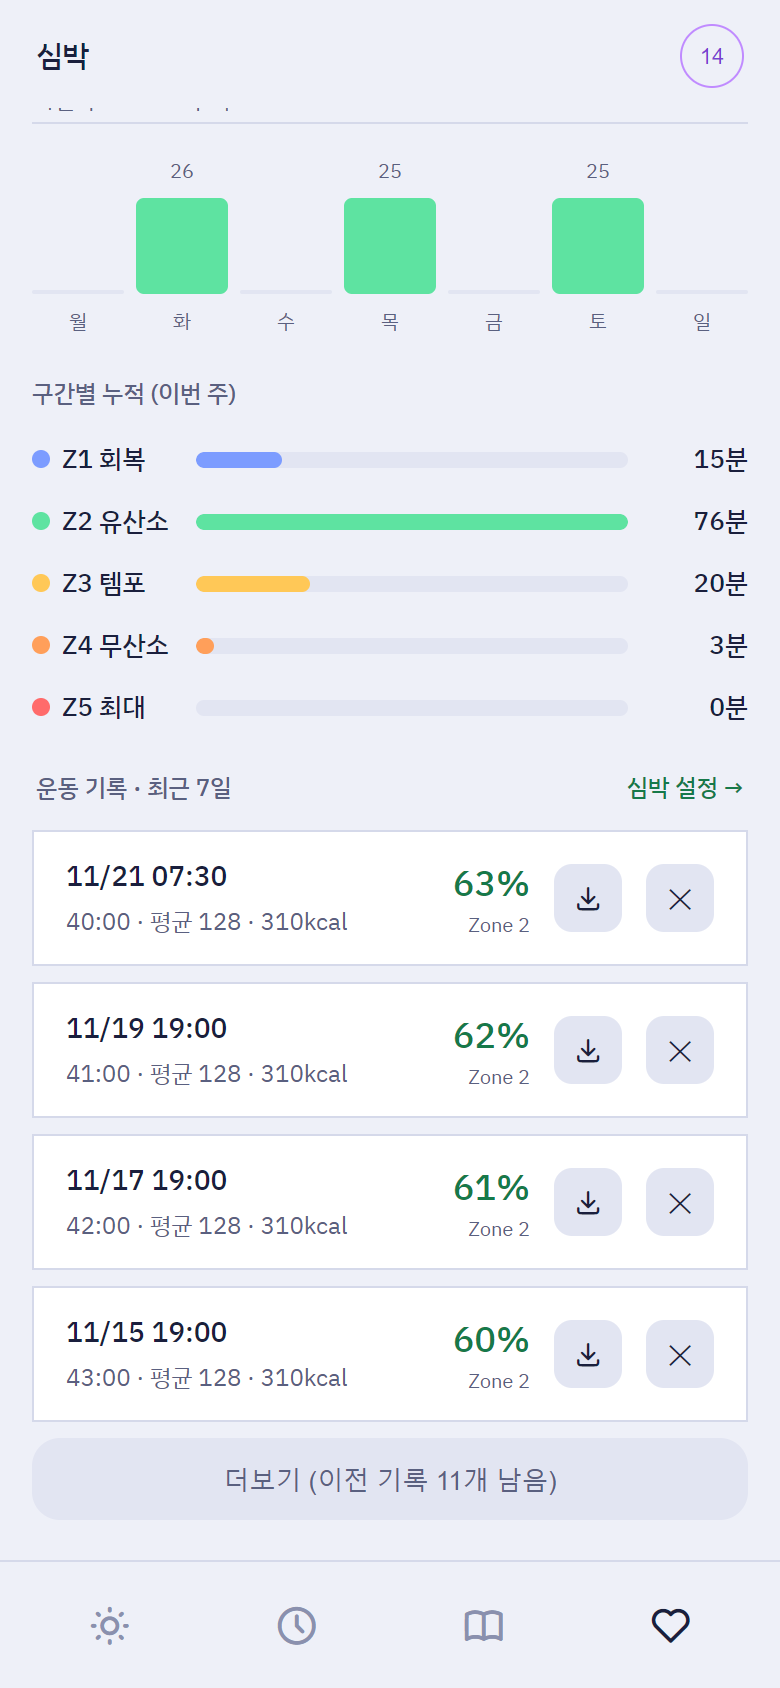 심박
14
26
25
25
월
화
수
목
금
토
일
구간별 누적 (이번 주)
Z1 회복
15분
Z2 유산소
76분
Z3 템포
20분
Z4 무산소
3분
Z5 최대
0분
운동 기록 · 최근 7일
심박 설정 →
11/21 07:30
63%
40:00 · 평균 128 · 310kcal
Zone 2
11/19 19:00
62%
41:00 · 평균 128 · 310kcal
Zone 2
11/17 19:00
61%
42:00 · 평균 128 · 310kcal
Zone 2
11/15 19:00
60%
43:00 · 평균 128 · 310kcal
Zone 2
더보기 (이전 기록 11개 남음)